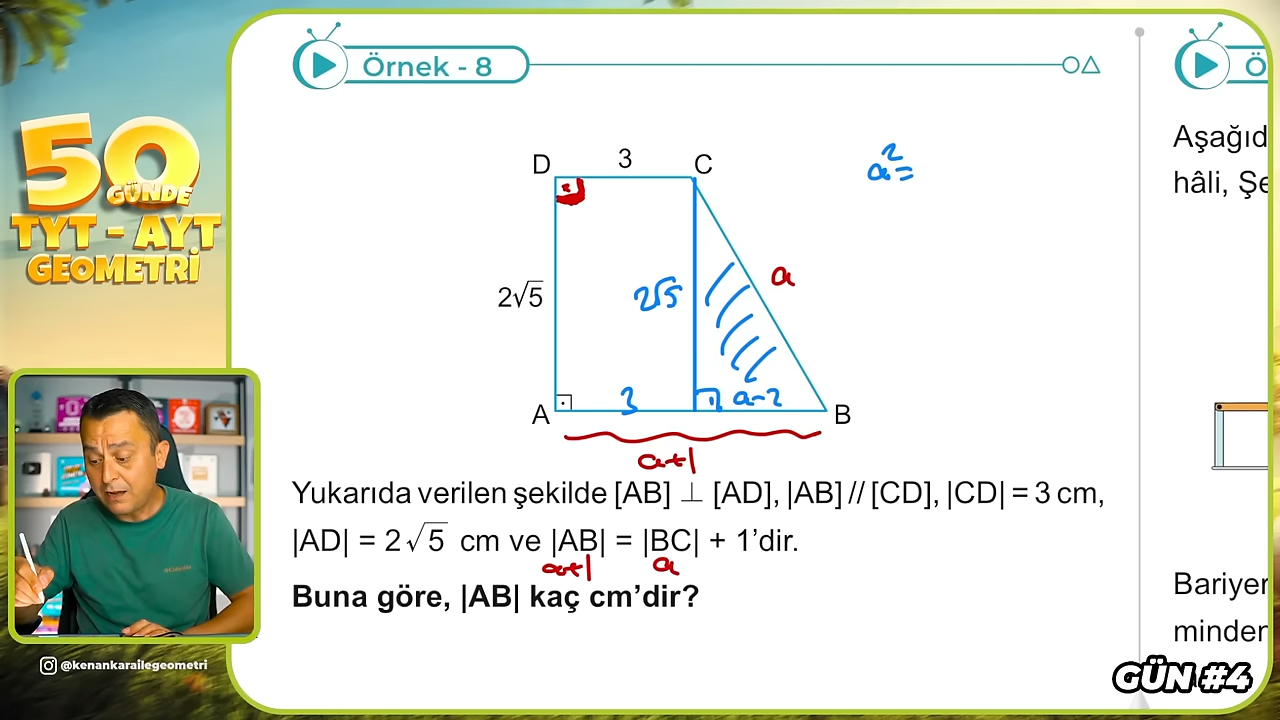 50
GÜNDE
TYT - AYT
GEOMETRİ
@kenankarailegeometri
Örnek - 8
D 3 C
a²=
2√5
2√5
a
A
3
a-2
B
a+1
Yukarıda verilen şekilde [AB] ⊥ [AD], |AB| // [CD], |CD| = 3 cm,
|AD| = 2√5 cm ve |AB| = |BC| + 1'dir.
a+1 a
Buna göre, |AB| kaç cm'dir?
Ö
Aşağıd
hâli, Şe
Bariyer
minder
GÜN #4